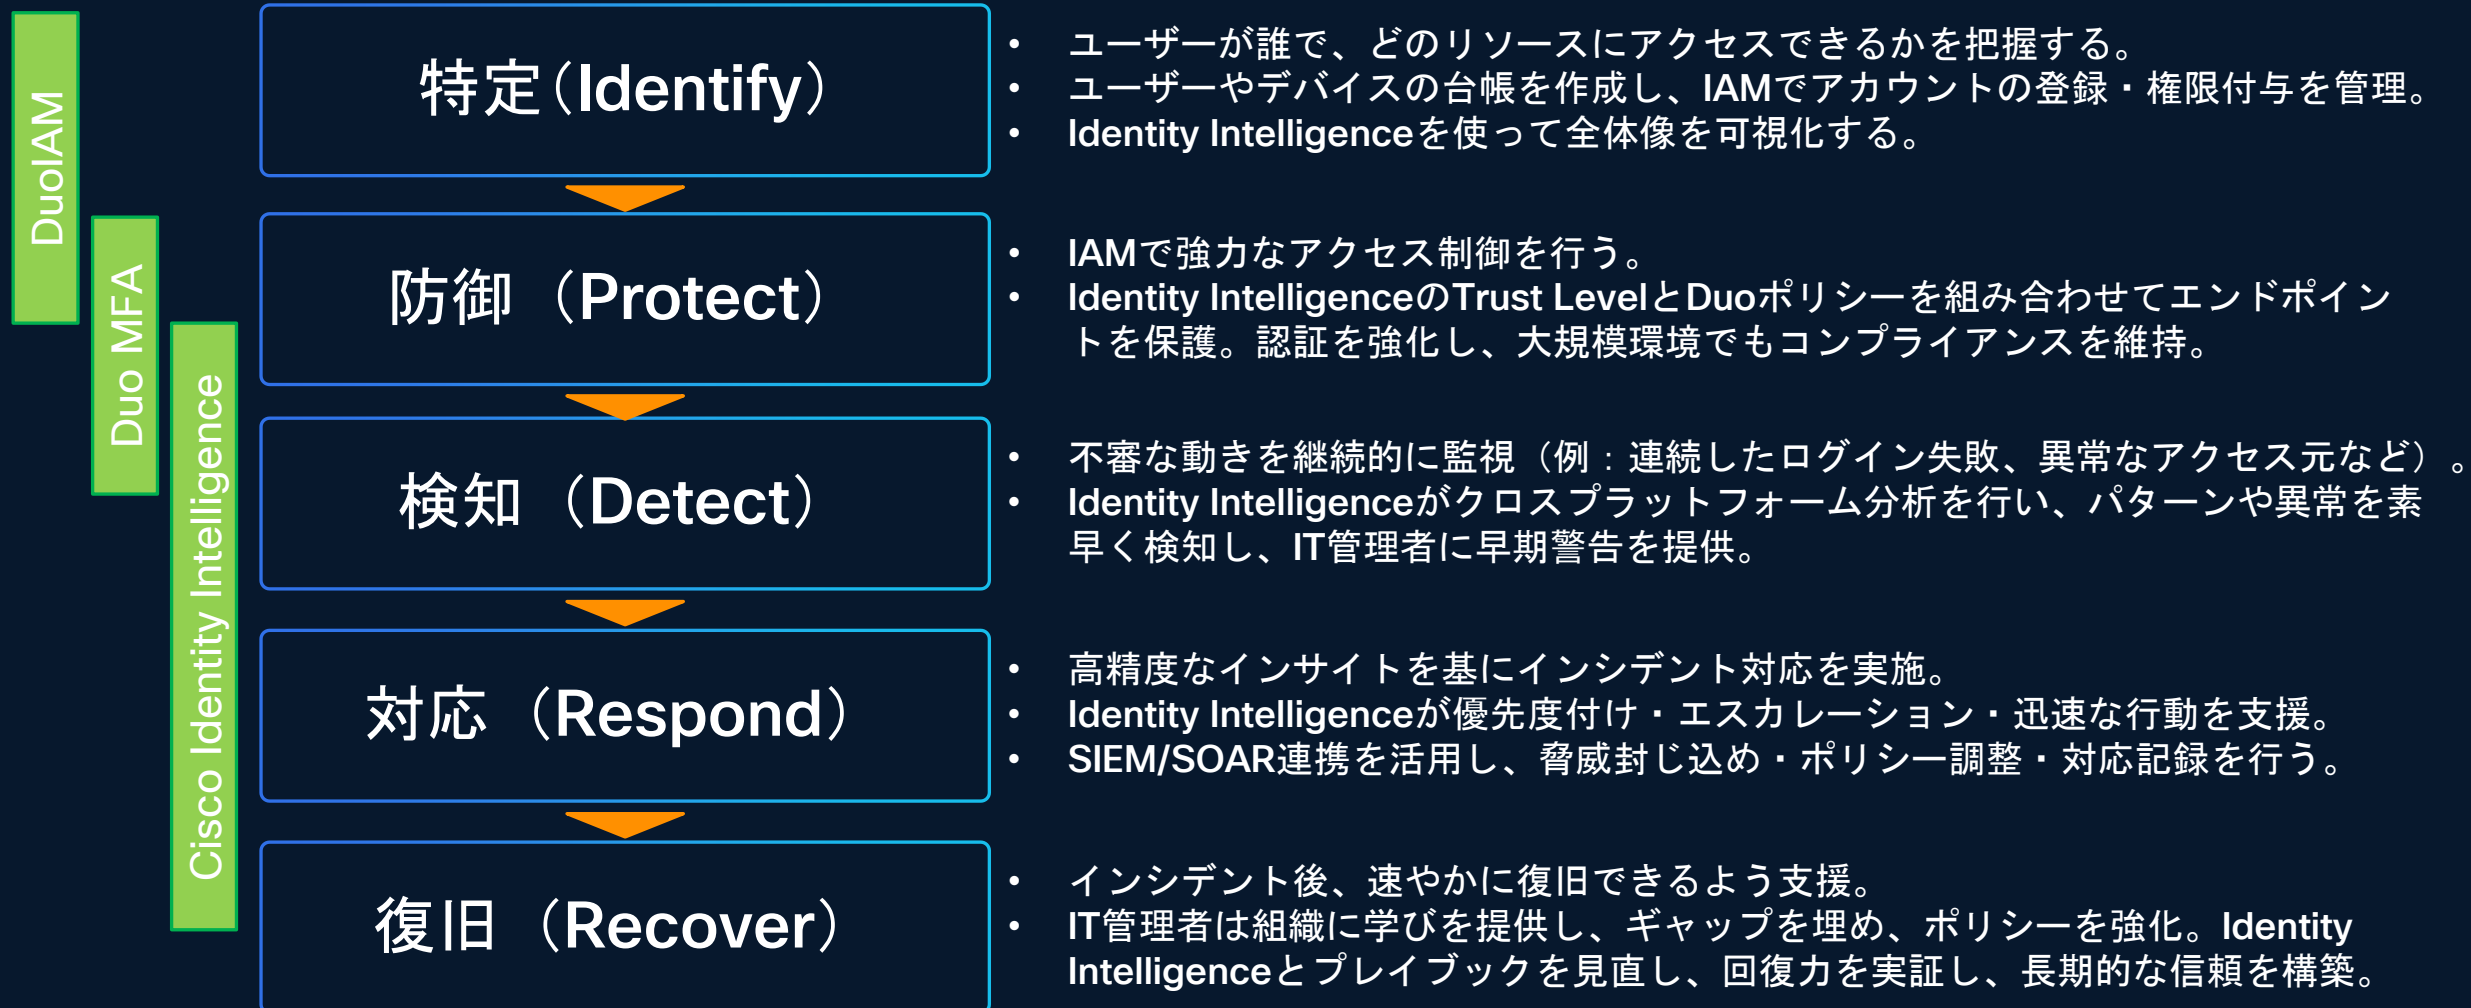 DuoIAM
Duo MFA
Cisco Identity Intelligence
特定（Identify）
• ユーザーが誰で、どのリソースにアクセスできるかを把握する。
• ユーザーやデバイスの台帳を作成し、IAMでアカウントの登録・権限付与を管理。
• Identity Intelligenceを使って全体像を可視化する。
防御（Protect）
• IAMで強力なアクセス制御を行う。
• Identity IntelligenceのTrust LevelとDuoポリシーを組み合わせてエンドポイン
トを保護。認証を強化し、大規模環境でもコンプライアンスを維持。
検知（Detect）
• 不審な動きを継続的に監視（例：連続したログイン失敗、異常なアクセス元など）。
• Identity Intelligenceがクロスプラットフォーム分析を行い、パターンや異常を素
早く検知し、IT管理者に早期警告を提供。
対応（Respond）
• 高精度なインサイトを基にインシデント対応を実施。
• Identity Intelligenceが優先度付け・エスカレーション・迅速な行動を支援。
• SIEM/SOAR連携を活用し、脅威封じ込め・ポリシー調整・対応記録を行う。
復旧（Recover）
• インシデント後、速やかに復旧できるよう支援。
• IT管理者は組織に学びを提供し、ギャップを埋め、ポリシーを強化。Identity
Intelligenceとプレイブックを見直し、回復力を実証し、長期的な信頼を構築。